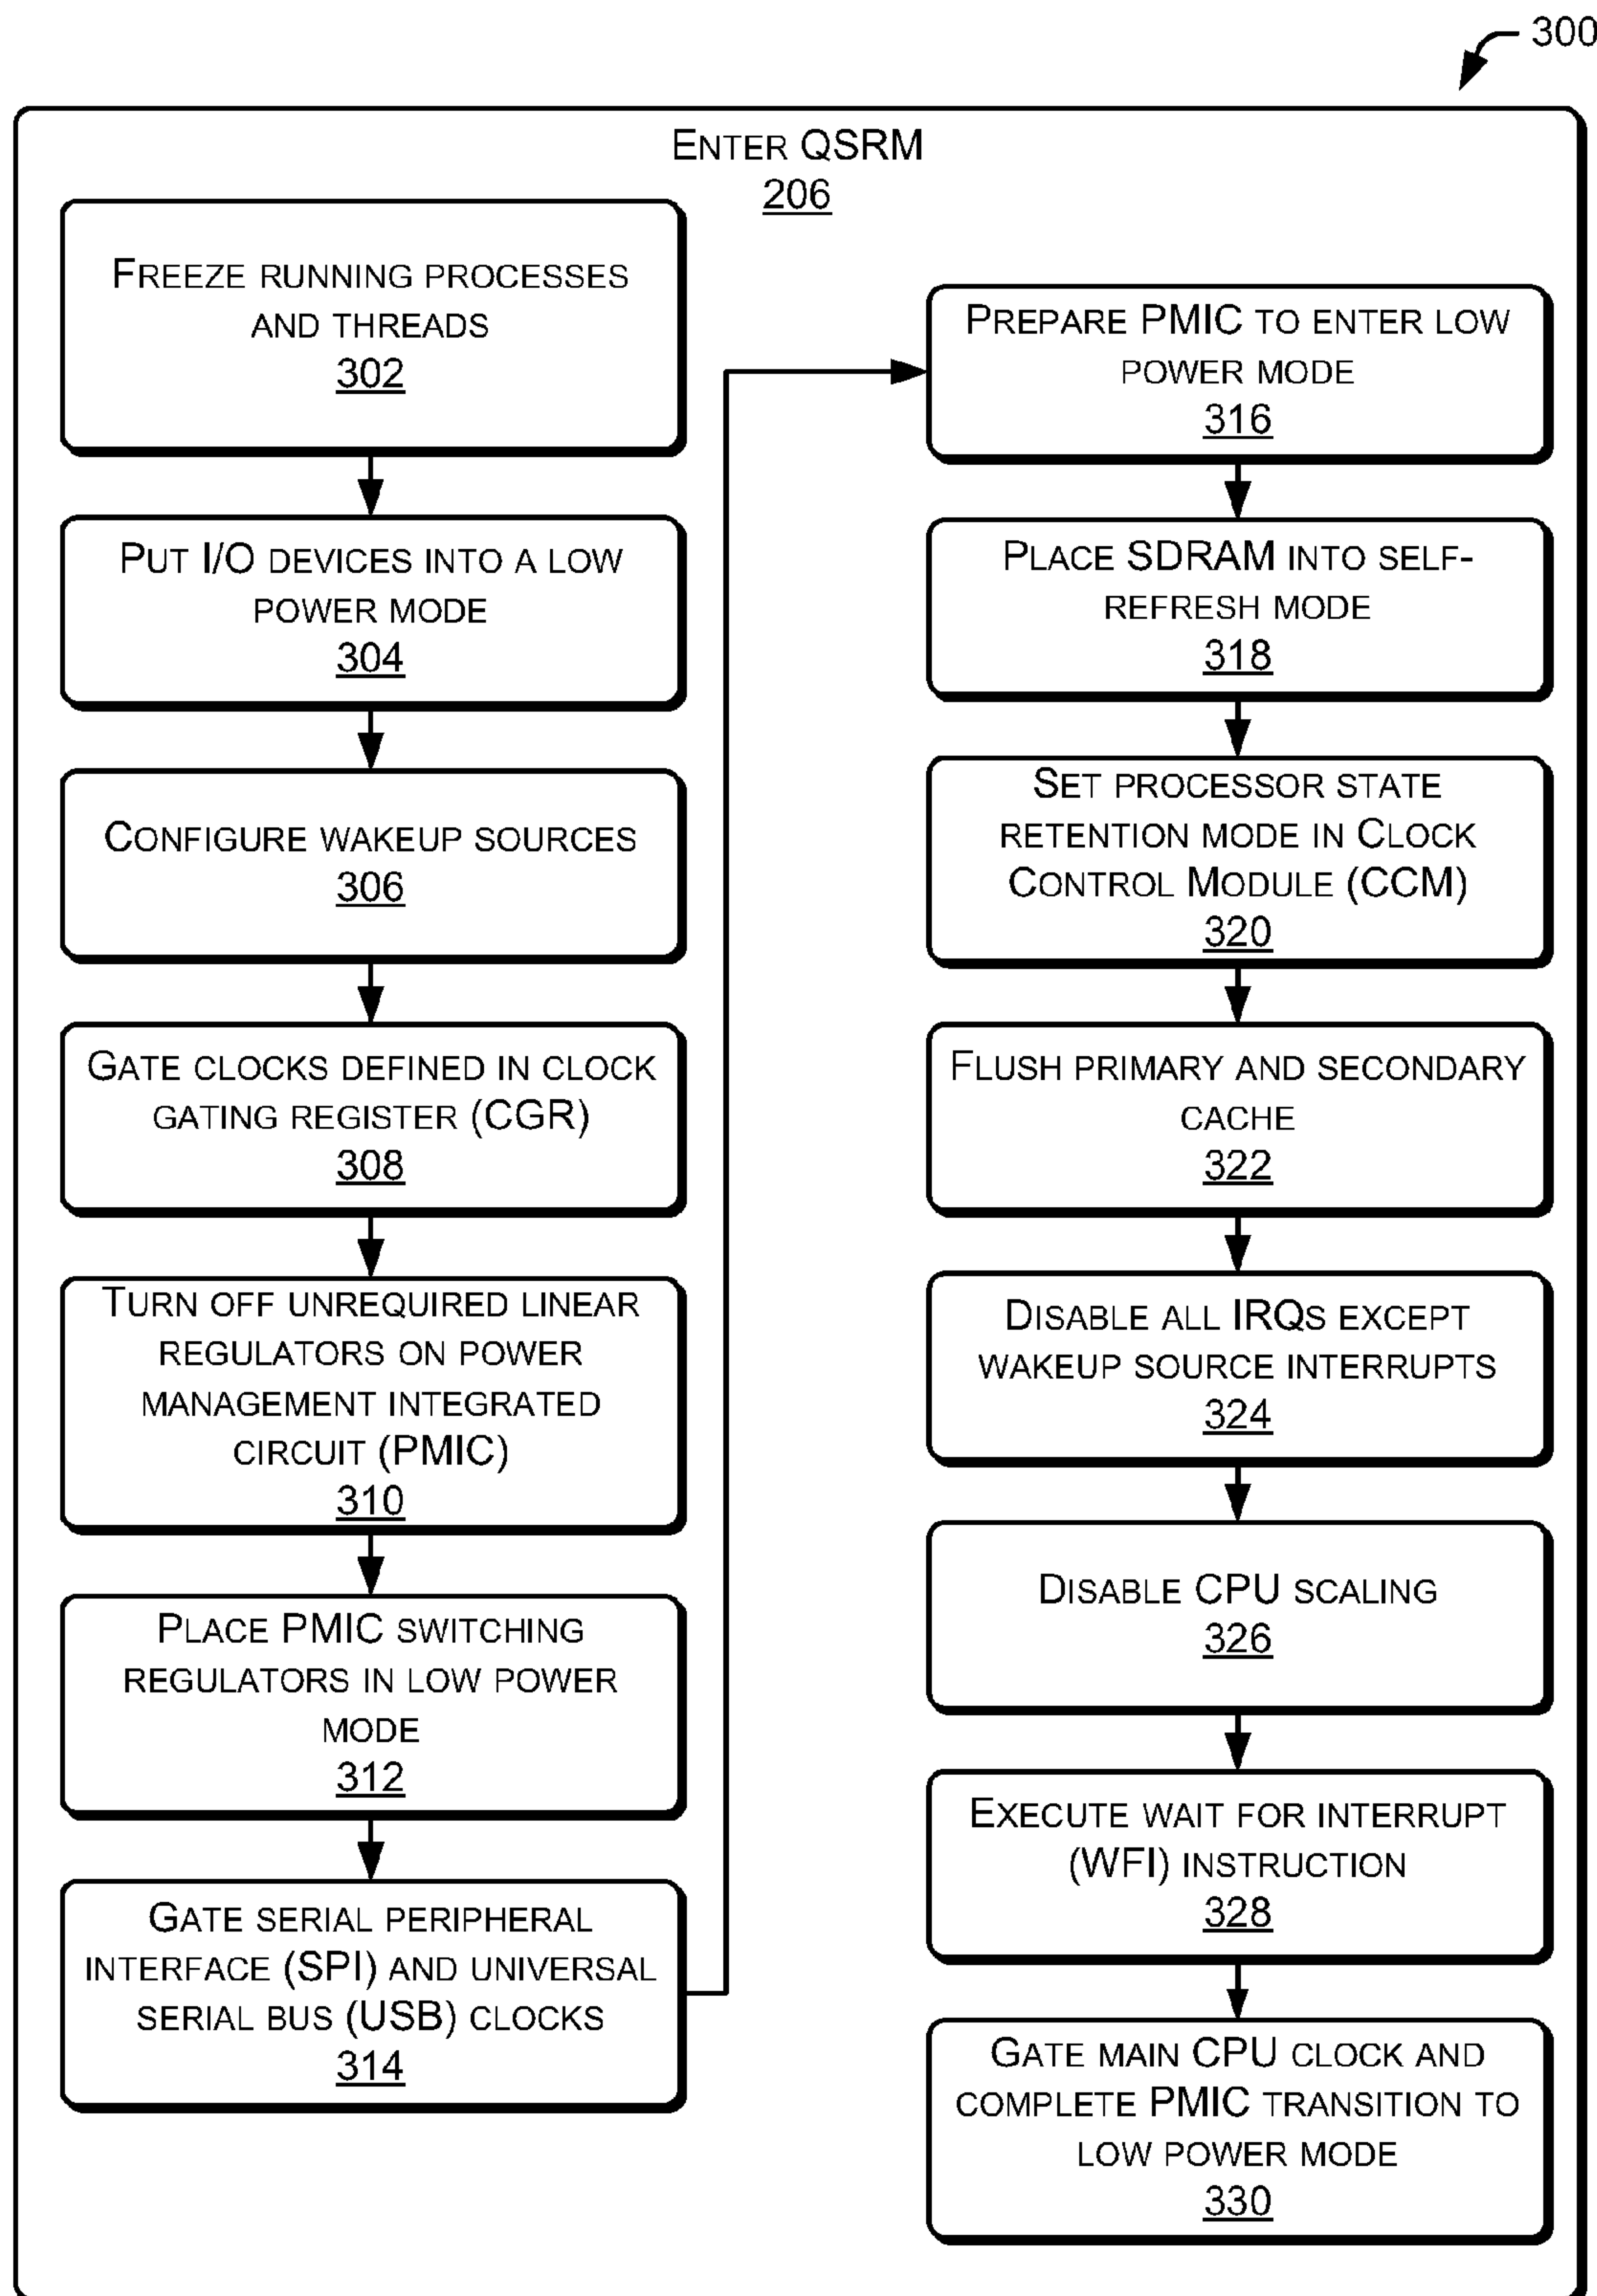 300
ENTER QSRM
206
FREEZE RUNNING PROCESSES
AND THREADS
302
PUT I/O DEVICES INTO A LOW
POWER MODE
304
CONFIGURE WAKEUP SOURCES
306
GATE CLOCKS DEFINED IN CLOCK
GATING REGISTER (CGR)
308
TURN OFF UNREQUIRED LINEAR
REGULATORS ON POWER
MANAGEMENT INTEGRATED
CIRCUIT (PMIC)
310
PLACE PMIC SWITCHING
REGULATORS IN LOW POWER
MODE
312
GATE SERIAL PERIPHERAL
INTERFACE (SPI) AND UNIVERSAL
SERIAL BUS (USB) CLOCKS
314
PREPARE PMIC TO ENTER LOW
POWER MODE
316
PLACE SDRAM INTO SELF-
REFRESH MODE
318
SET PROCESSOR STATE
RETENTION MODE IN CLOCK
CONTROL MODULE (CCM)
320
FLUSH PRIMARY AND SECONDARY
CACHE
322
DISABLE ALL IRQS EXCEPT
WAKEUP SOURCE INTERRUPTS
324
DISABLE CPU SCALING
326
EXECUTE WAIT FOR INTERRUPT
(WFI) INSTRUCTION
328
GATE MAIN CPU CLOCK AND
COMPLETE PMIC TRANSITION TO
LOW POWER MODE
330